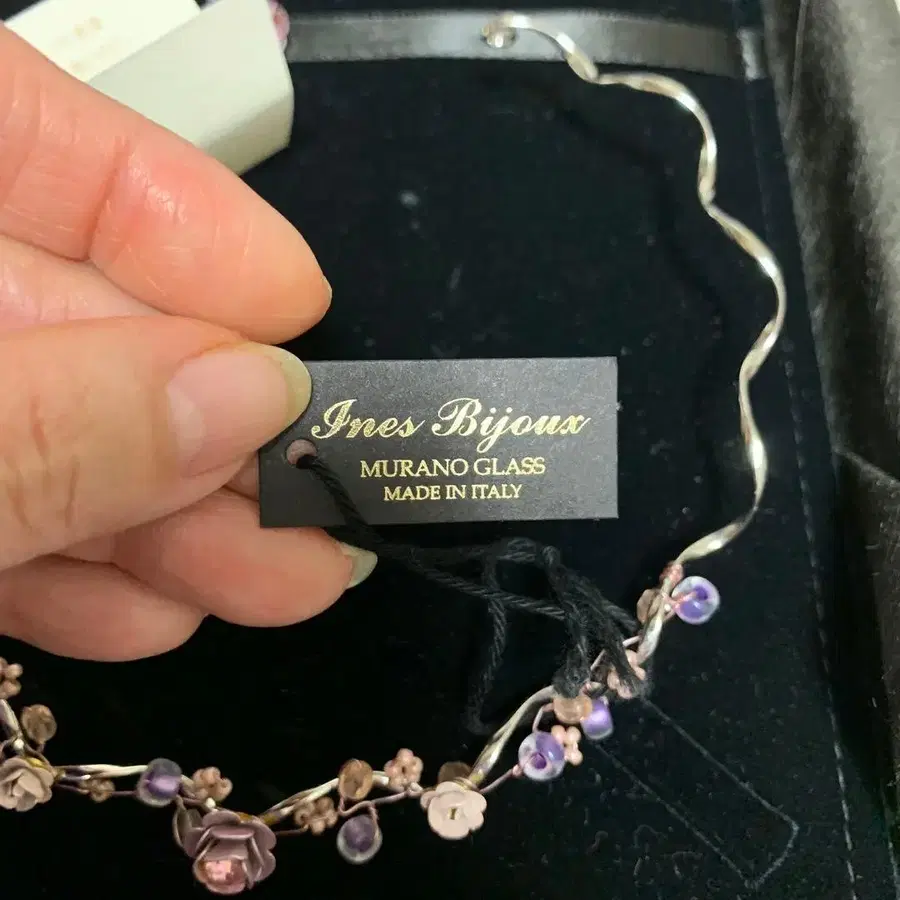 Ines Bijoux
MURANO GLASS
MADE IN ITALY